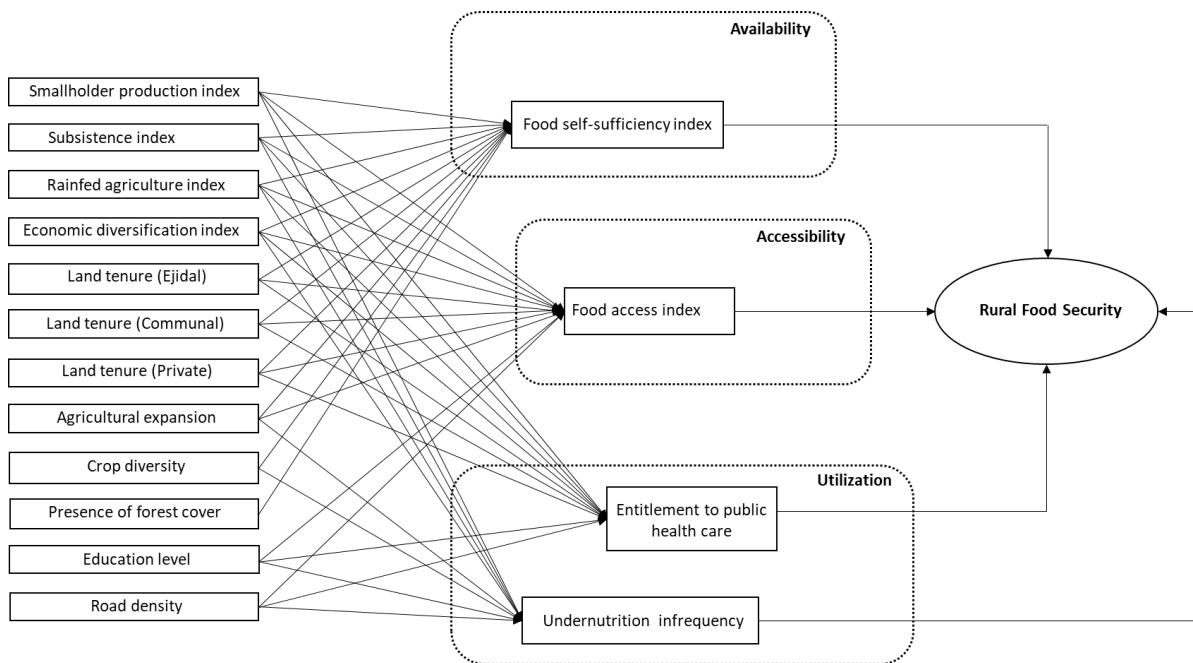 Smallholder production index
Subsistence index
Rainfed agriculture index
Economic diversification index
Land tenure (Ejidal)
Land tenure (Communal)
Land tenure (Private)
Agricultural expansion
Crop diversity
Presence of forest cover
Education level
Road density
Availability
Food self-sufficiency index
Accessibility
Food access index
Utilization
Entitlement to public
health care
Undernutrition infrequency
Rural Food Security